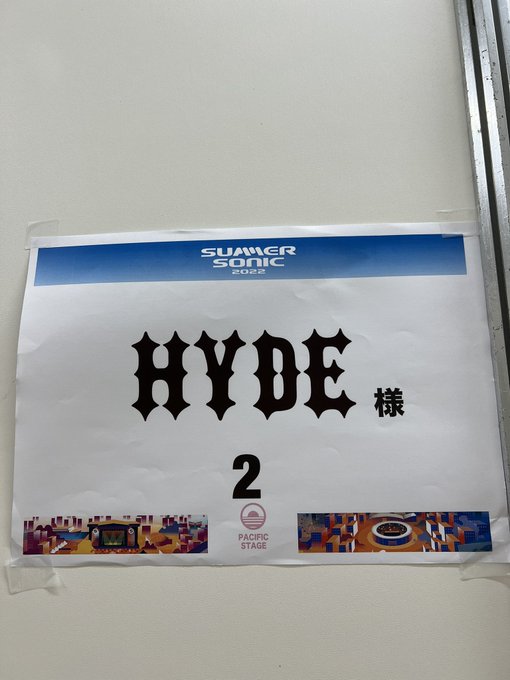 SUMMER
SONIC
2022
HYDE 様
2
PACIFIC
STAGE